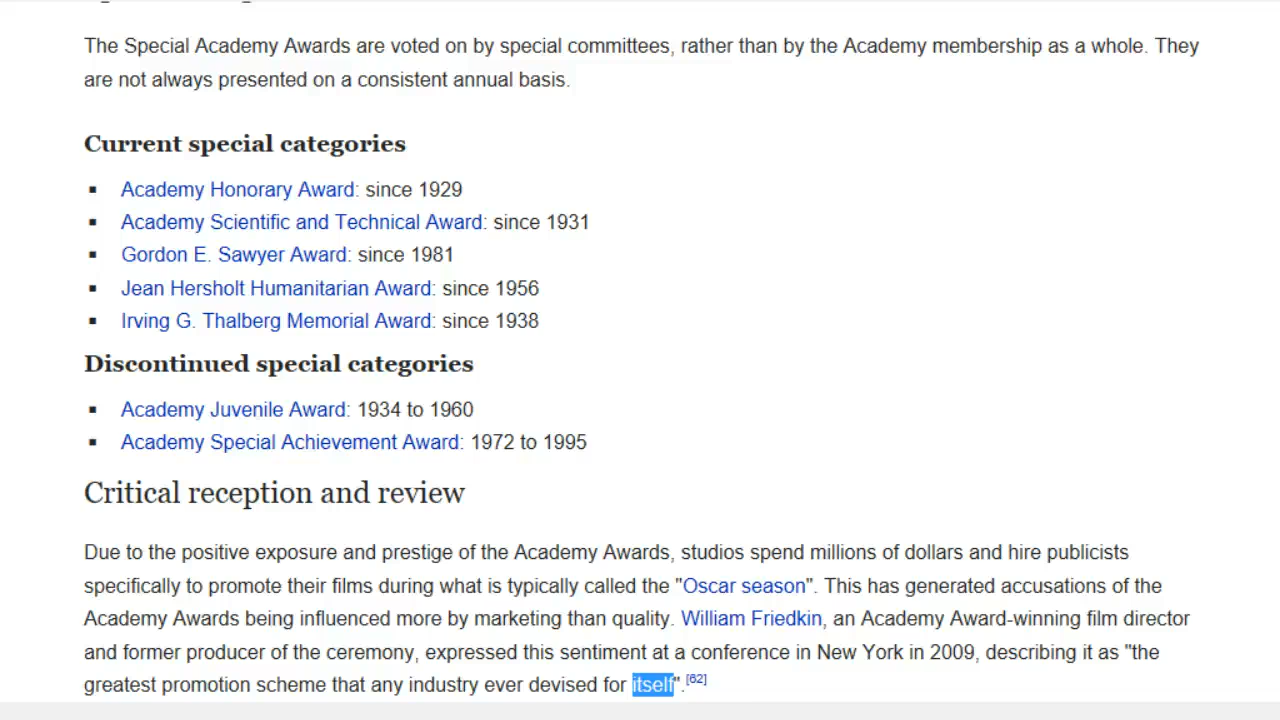 The Special Academy Awards are voted on by special committees, rather than by the Academy membership as a whole. They
are not always presented on a consistent annual basis.
Current special categories
▪ Academy Honorary Award: since 1929
▪ Academy Scientific and Technical Award: since 1931
▪ Gordon E. Sawyer Award: since 1981
▪ Jean Hersholt Humanitarian Award: since 1956
▪ Irving G. Thalberg Memorial Award: since 1938
Discontinued special categories
▪ Academy Juvenile Award: 1934 to 1960
▪ Academy Special Achievement Award: 1972 to 1995
Critical reception and review
Due to the positive exposure and prestige of the Academy Awards, studios spend millions of dollars and hire publicists
specifically to promote their films during what is typically called the "Oscar season". This has generated accusations of the
Academy Awards being influenced more by marketing than quality. William Friedkin, an Academy Award-winning film director
and former producer of the ceremony, expressed this sentiment at a conference in New York in 2009, describing it as "the
greatest promotion scheme that any industry ever devised for itself".[62]